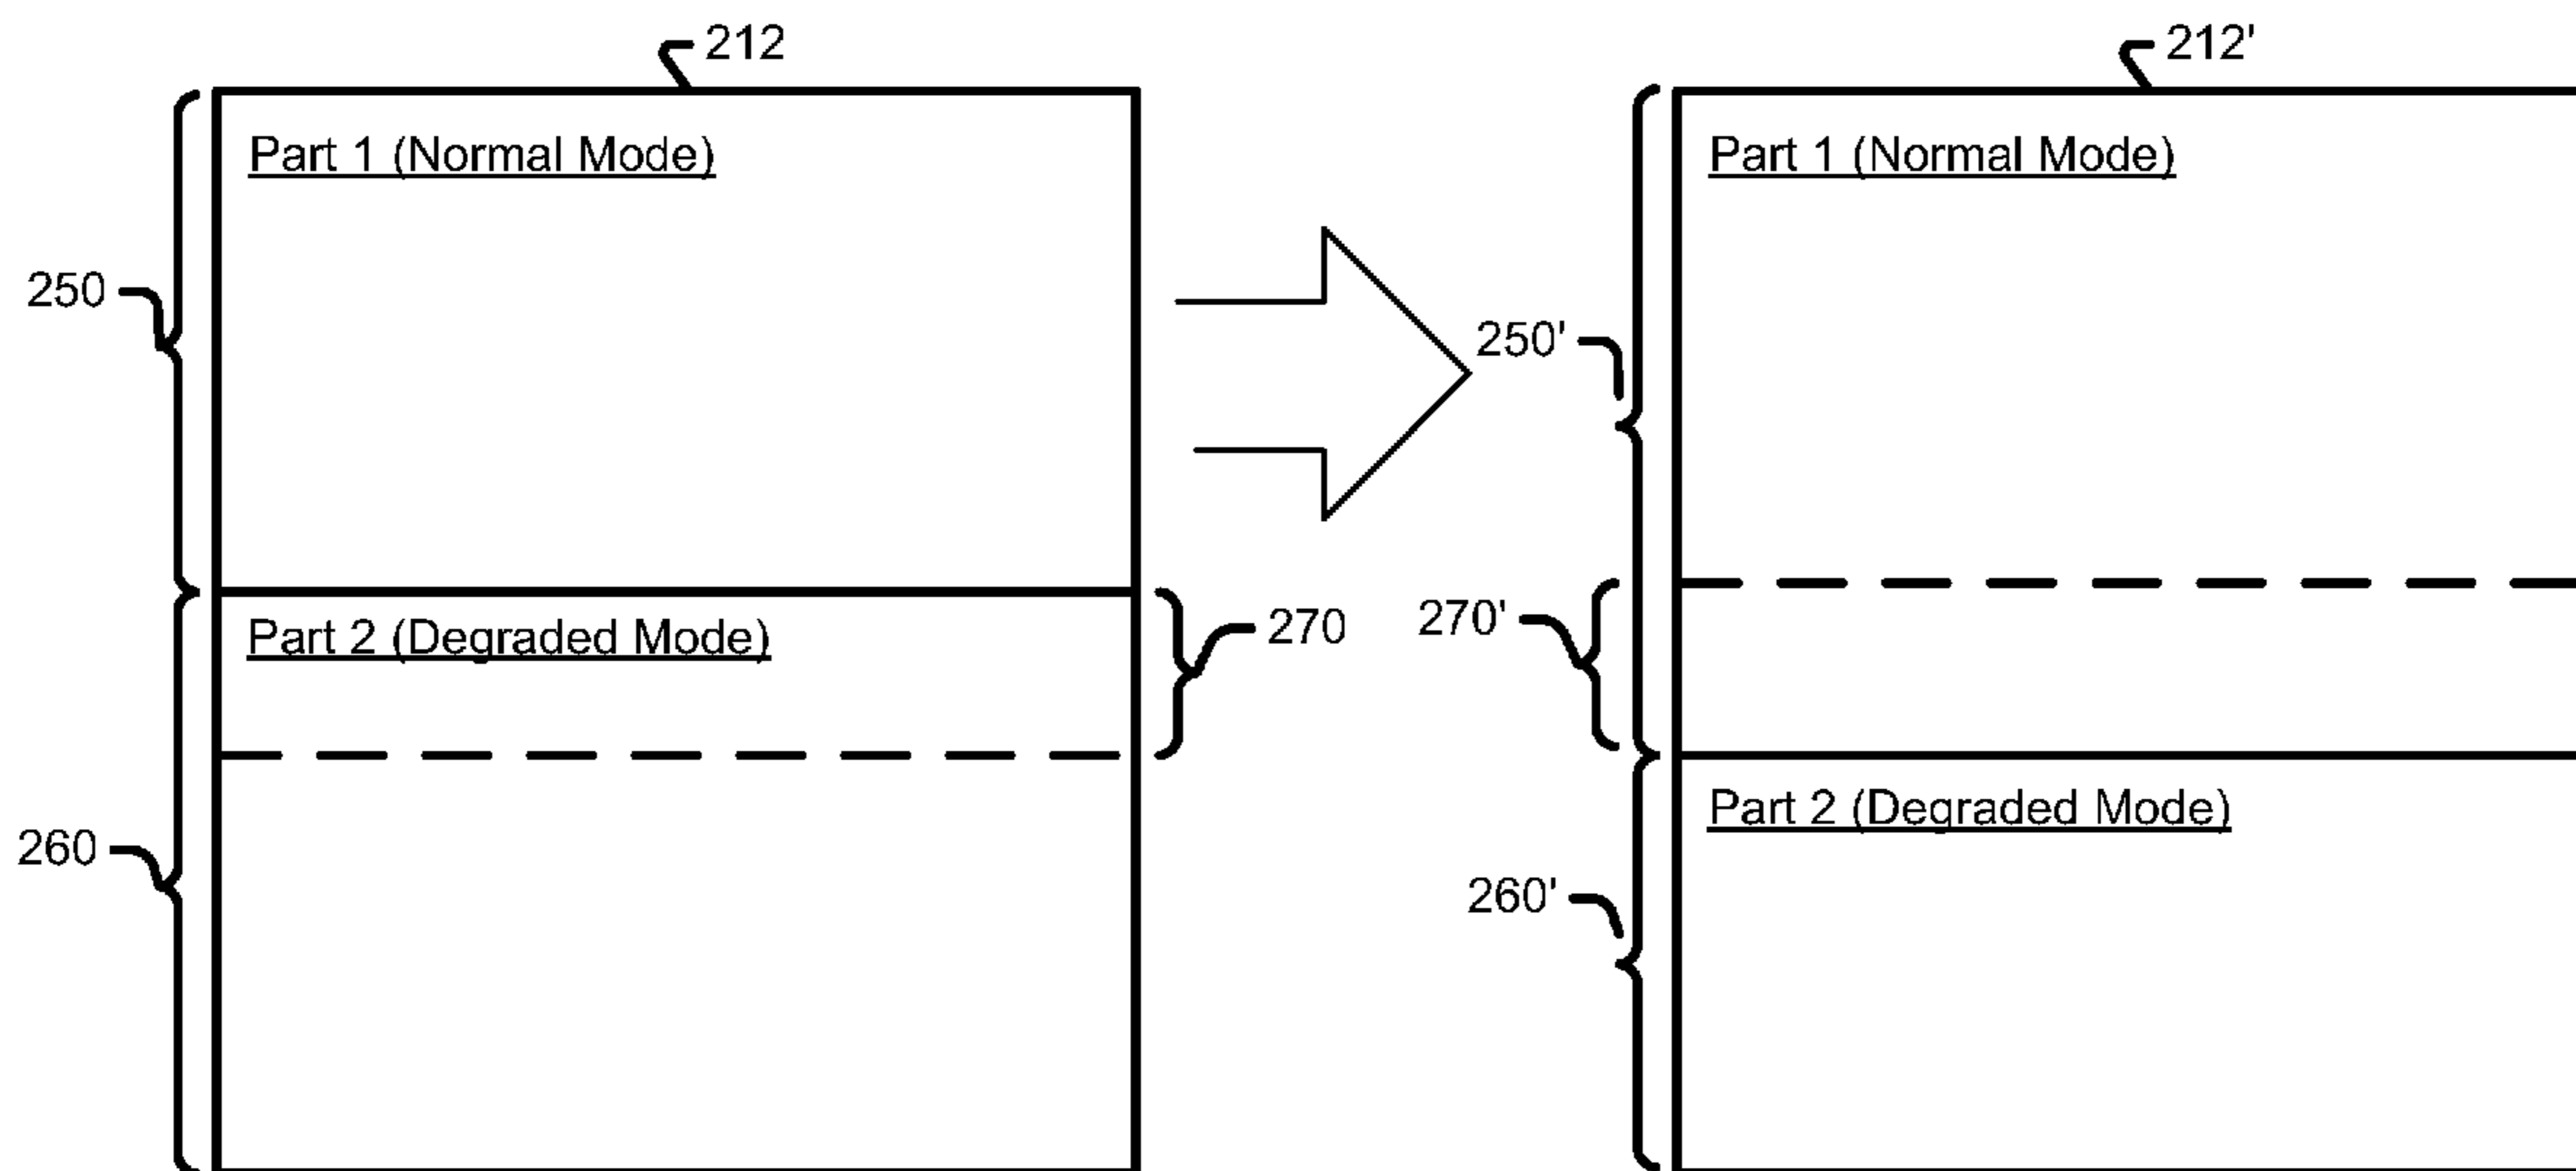 212
Part 1 (Normal Mode)
250
Part 2 (Degraded Mode)
270
260
212'
Part 1 (Normal Mode)
250'
270'
Part 2 (Degraded Mode)
260'